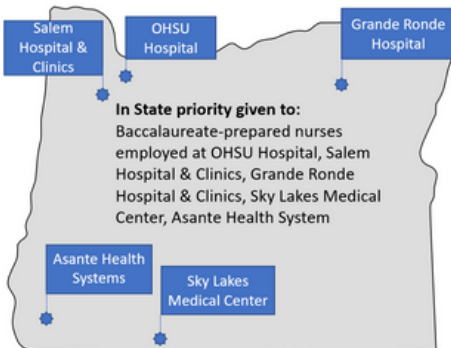 Salem
Hospital &
Clinics
OHSU
Hospital
Grande Ronde
Hospital
In State priority given to:
Baccalaureate-prepared nurses
employed at OHSU Hospital, Salem
Hospital & Clinics, Grande Ronde
Hospital & Clinics, Sky Lakes Medical
Center, Asante Health System
Asante Health
Systems
Sky Lakes
Medical Center